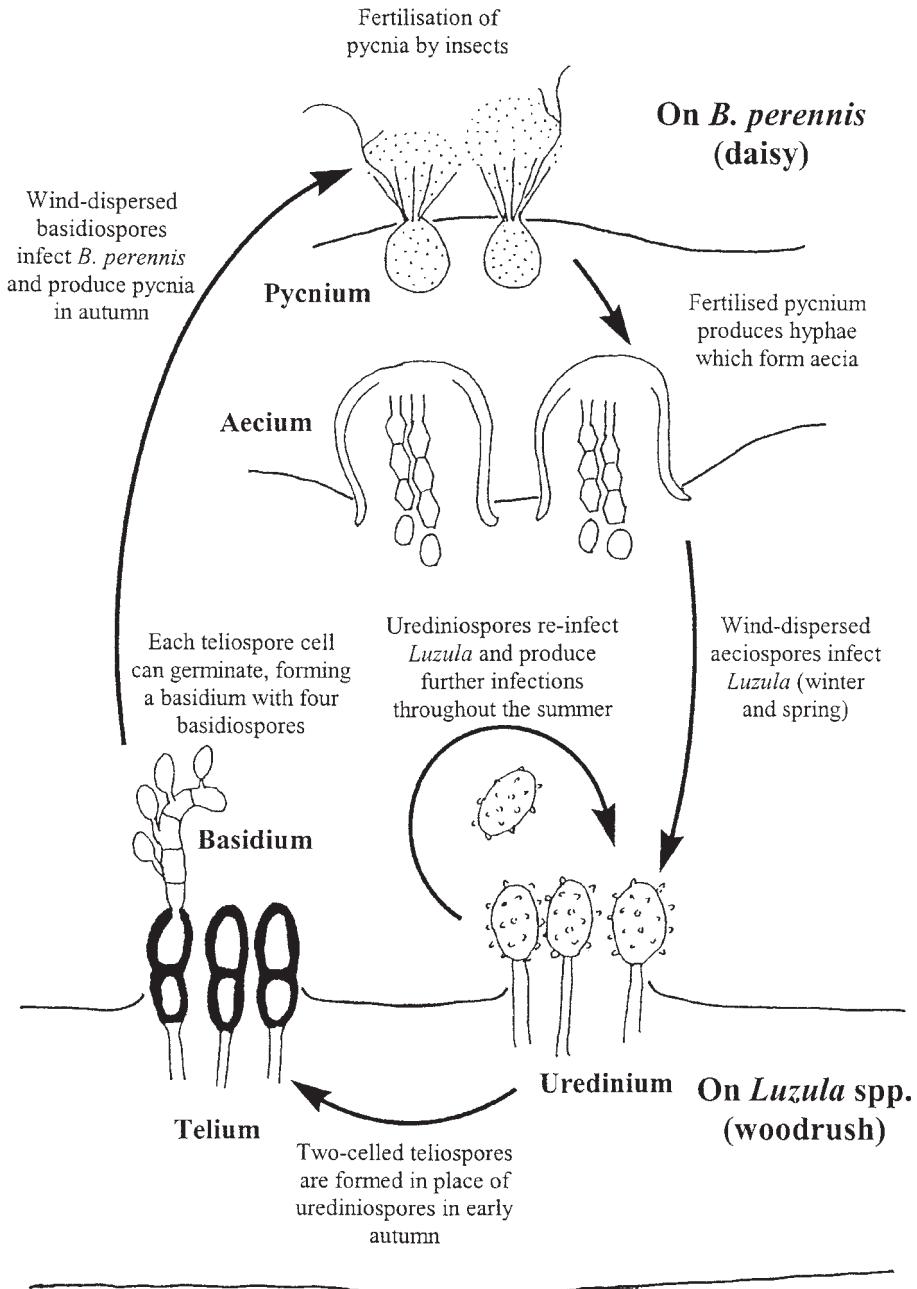 Fertilisation of
pycnia by insects
On B. perennis
(daisy)
Wind-dispersed
basidiospores
infect B. perennis
and produce pycnia
in autumn
Pycnium
Fertilised pycnium
produces hyphae
which form aecia
Aecium
Each teliospore cell
can germinate, forming
a basidium with four
basidiospores
Urediniospores re-infect
Luzula and produce
further infections
throughout the summer
Wind-dispersed
aeciospores infect
Luzula (winter
and spring)
Basidium
Uredinium
On Luzula spp.
(woodrush)
Telium
Two-celled teliospores
are formed in place of
urediniospores in early
autumn